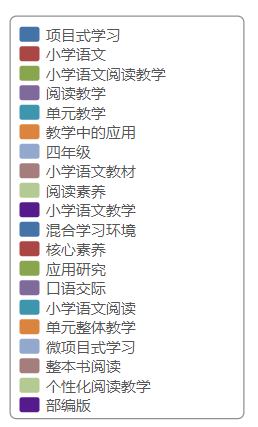 项目式学习
小学语文
小学语文阅读教学
阅读教学
单元教学
教学中的应用
四年级
小学语文教材
阅读素养
小学语文教学
混合学习环境
核心素养
应用研究
口语交际
小学语文阅读
单元整体教学
微项目式学习
整本书阅读
个性化阅读教学
部编版